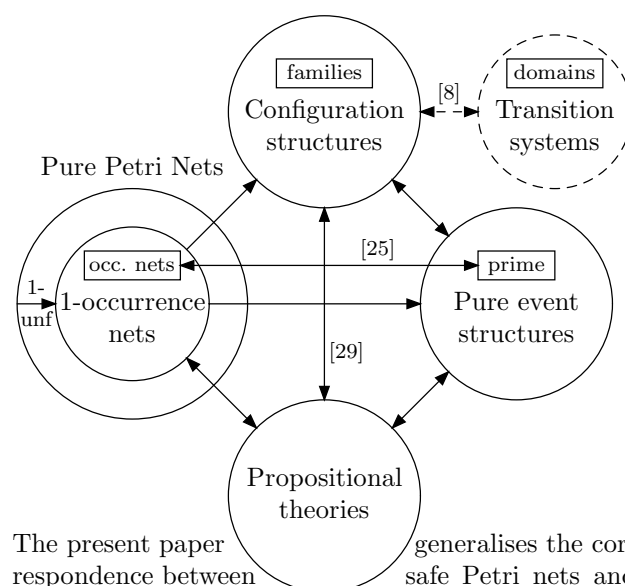 families
domains
[8]
Configuration
structures
Transition
systems
Pure Petri Nets
occ. nets
[25]
prime
1-
unf
1-occurrence
nets
Pure event
structures
[29]
Propositional
theories
The present paper generalises the cor
respondence between safe Petri nets and